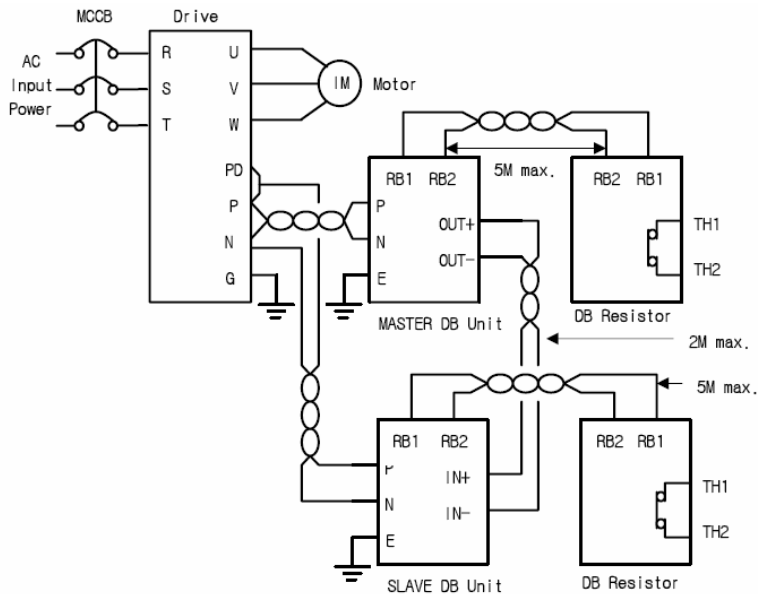 MCCB
Drive
AC
Input
Power
R
S
T
U
V
W
PD
P
N
G
IM
Motor
RB1 RB2
P
N
E
OUT+
OUT-
MASTER DB Unit
5M max.
RB2 RB1
TH1
TH2
DB Resistor
2M max.
5M max.
RB1 RB2
P
N
E
IN+
IN-
SLAVE DB Unit
RB2 RB1
TH1
TH2
DB Resistor